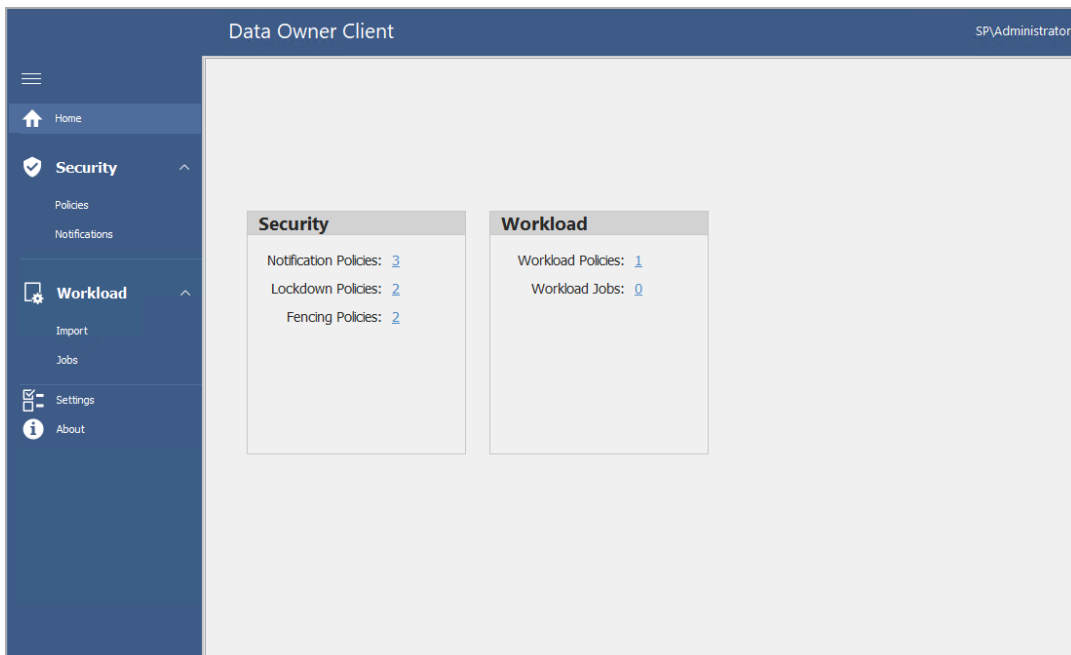 Data Owner Client
SP\Administrator
Home
Security
Policies
Notifications
Workload
Import
Jobs
Settings
About
Security
Notification Policies: 3
Lockdown Policies: 2
Fencing Policies: 2
Workload
Workload Policies: 1
Workload Jobs: 0